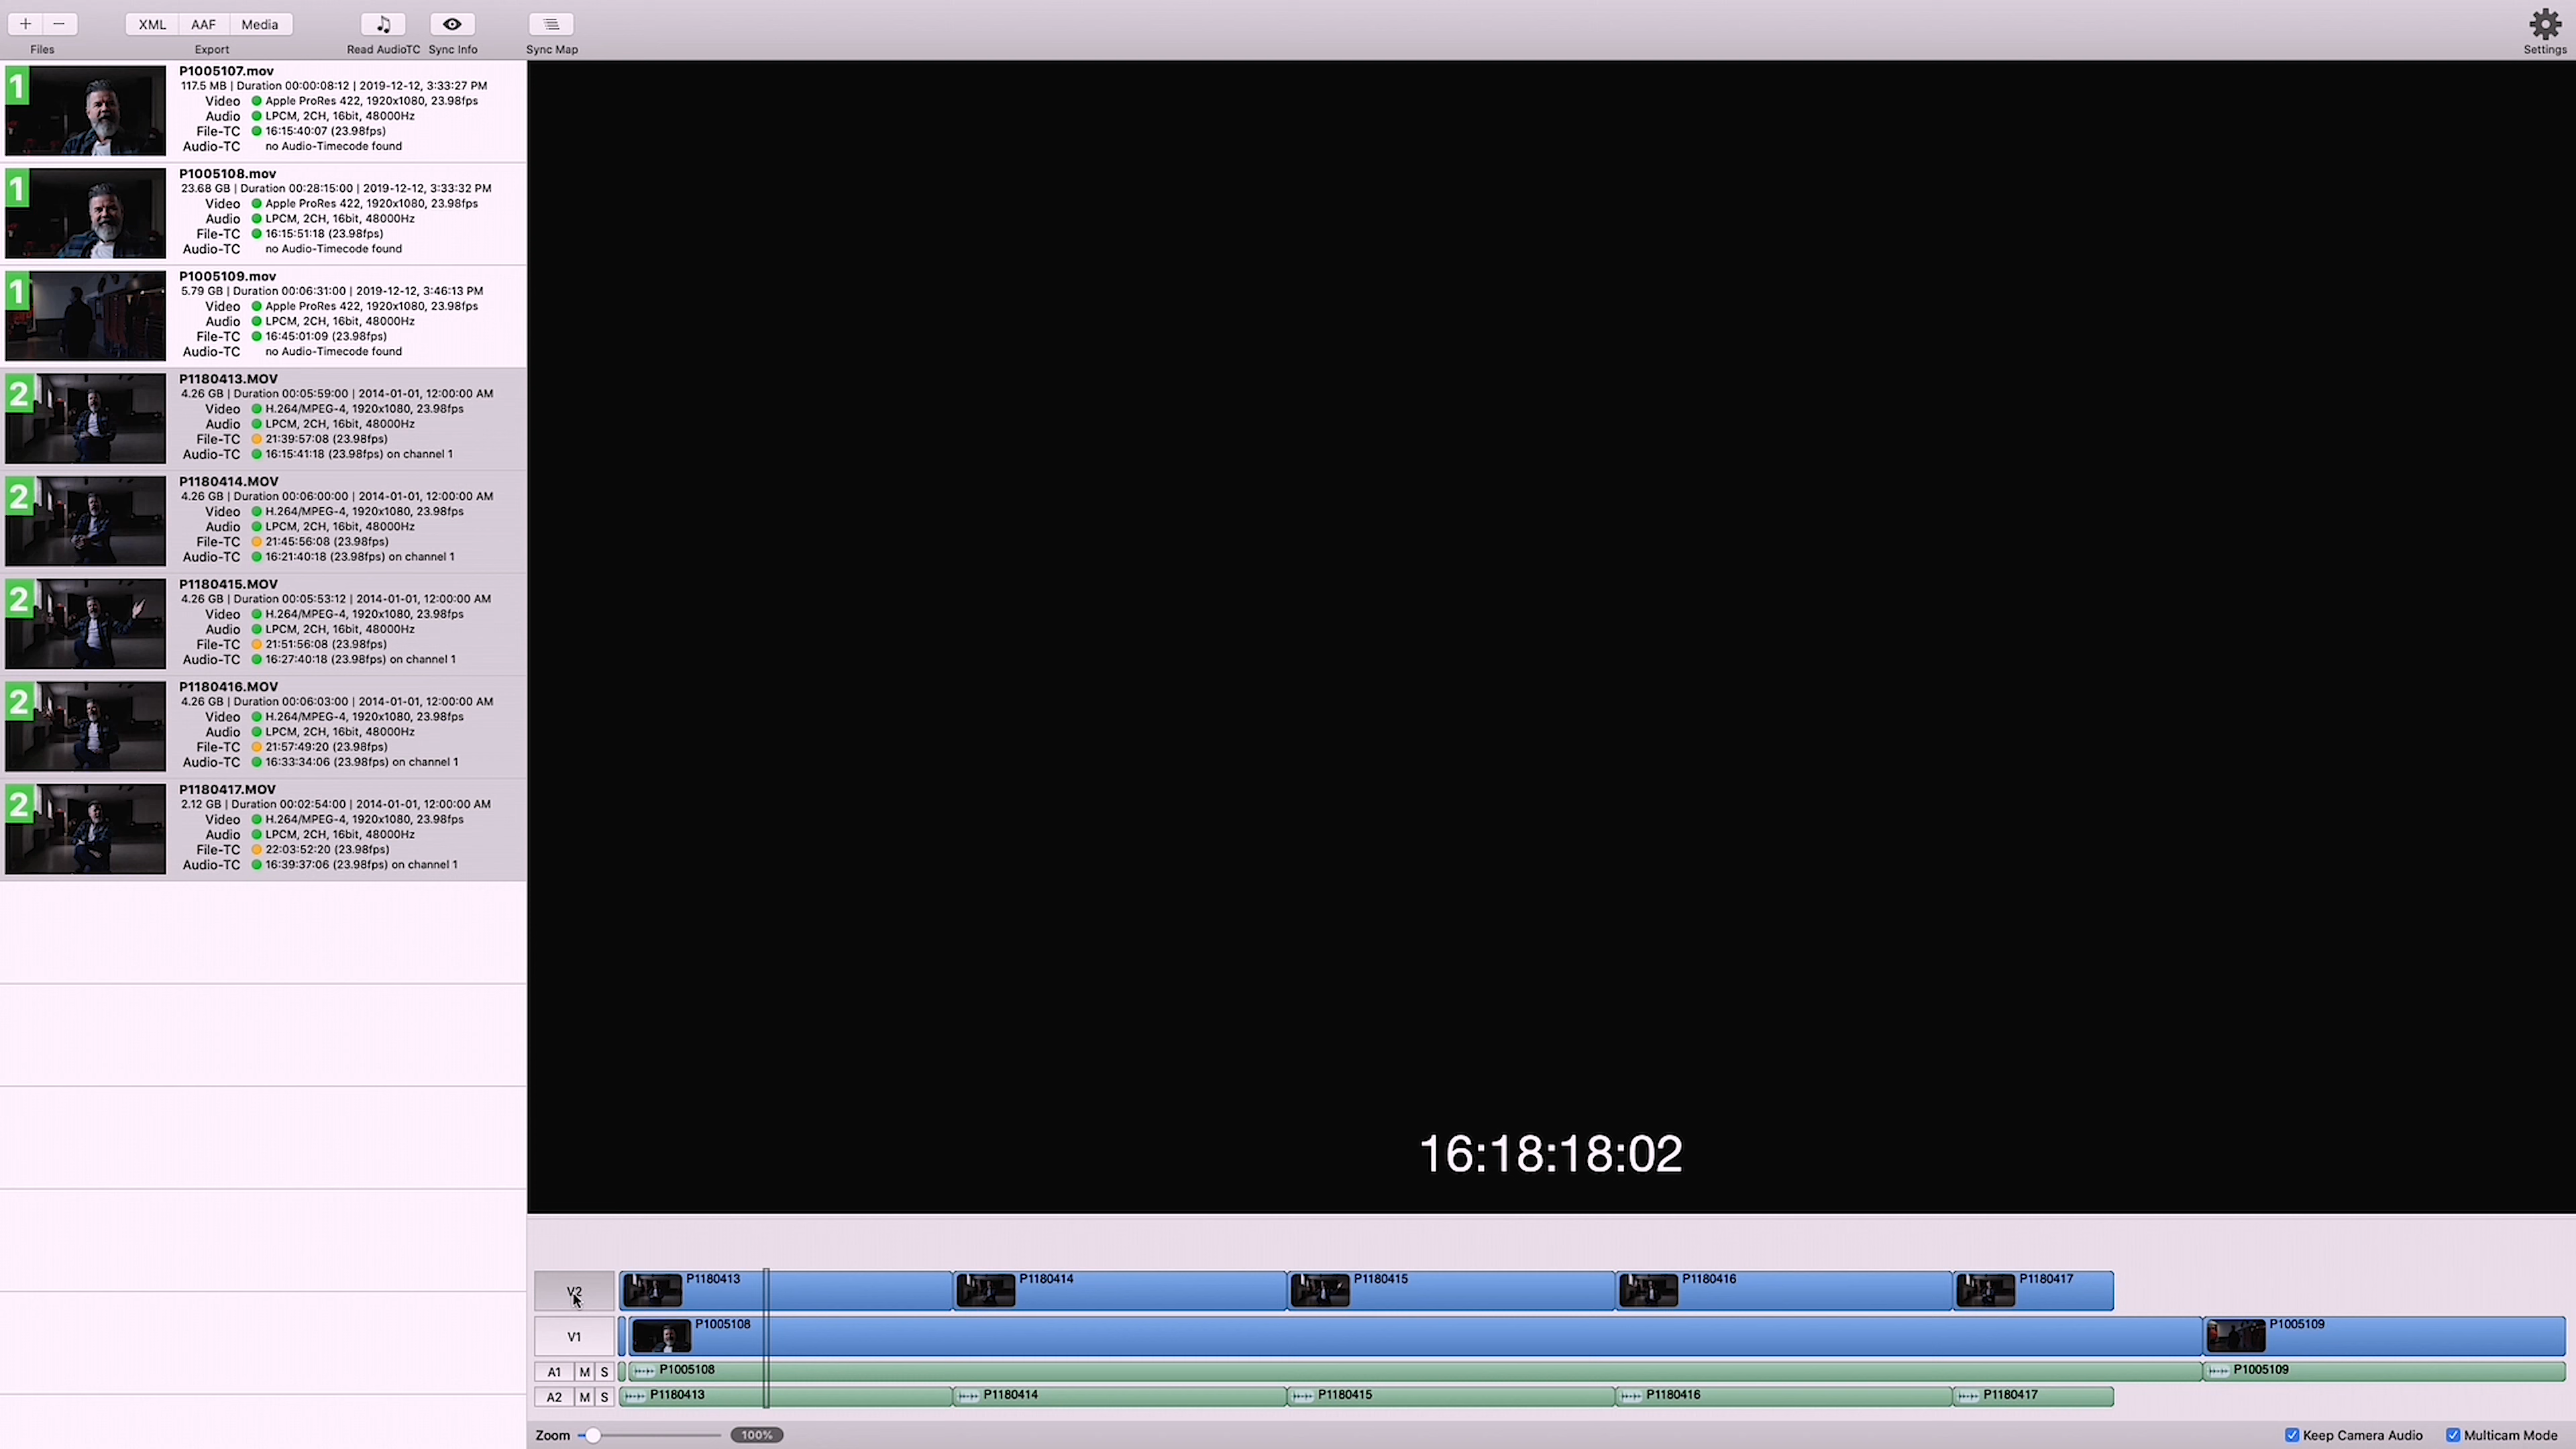 XML AAF Media
Files Export Read AudioTC Sync Info Sync Map Settings
1
P1005107.mov
117.5 MB | Duration 00:00:08:12 | 2019-12-12, 3:33:27 PM
Video Apple ProRes 422, 1920x1080, 23.98fps
Audio LPCM, 2CH, 16bit, 48000Hz
File-TC 16:15:40:07 (23.98fps)
Audio-TC no Audio-Timecode found
1
P1005108.mov
23.68 GB | Duration 00:28:15:00 | 2019-12-12, 3:33:32 PM
Video Apple ProRes 422, 1920x1080, 23.98fps
Audio LPCM, 2CH, 16bit, 48000Hz
File-TC 16:15:51:18 (23.98fps)
Audio-TC no Audio-Timecode found
1
P1005109.mov
5.79 GB | Duration 00:06:31:00 | 2019-12-12, 3:46:13 PM
Video Apple ProRes 422, 1920x1080, 23.98fps
Audio LPCM, 2CH, 16bit, 48000Hz
File-TC 16:45:01:09 (23.98fps)
Audio-TC no Audio-Timecode found
2
P1180413.MOV
4.26 GB | Duration 00:05:59:00 | 2014-01-01, 12:00:00 AM
Video H.264/MPEG-4, 1920x1080, 23.98fps
Audio LPCM, 2CH, 16bit, 48000Hz
File-TC 21:39:57:08 (23.98fps)
Audio-TC 16:15:41:18 (23.98fps) on channel 1
2
P1180414.MOV
4.26 GB | Duration 00:06:00:00 | 2014-01-01, 12:00:00 AM
Video H.264/MPEG-4, 1920x1080, 23.98fps
Audio LPCM, 2CH, 16bit, 48000Hz
File-TC 21:45:56:08 (23.98fps)
Audio-TC 16:21:40:18 (23.98fps) on channel 1
2
P1180415.MOV
4.26 GB | Duration 00:05:53:12 | 2014-01-01, 12:00:00 AM
Video H.264/MPEG-4, 1920x1080, 23.98fps
Audio LPCM, 2CH, 16bit, 48000Hz
File-TC 21:51:56:08 (23.98fps)
Audio-TC 16:27:40:18 (23.98fps) on channel 1
2
P1180416.MOV
4.26 GB | Duration 00:06:03:00 | 2014-01-01, 12:00:00 AM
Video H.264/MPEG-4, 1920x1080, 23.98fps
Audio LPCM, 2CH, 16bit, 48000Hz
File-TC 21:57:49:20 (23.98fps)
Audio-TC 16:33:34:06 (23.98fps) on channel 1
2
P1180417.MOV
2.12 GB | Duration 00:02:54:00 | 2014-01-01, 12:00:00 AM
Video H.264/MPEG-4, 1920x1080, 23.98fps
Audio LPCM, 2CH, 16bit, 48000Hz
File-TC 22:03:52:20 (23.98fps)
Audio-TC 16:39:37:06 (23.98fps) on channel 1
16:18:18:02
V2 P1180413 P1180414 P1180415 P1180416 P1180417
V1 P1005108 P1005109
A1 M S P1005108 P1005109
A2 M S P1180413 P1180414 P1180415 P1180416 P1180417
Zoom 100% Keep Camera Audio Multicam Mode